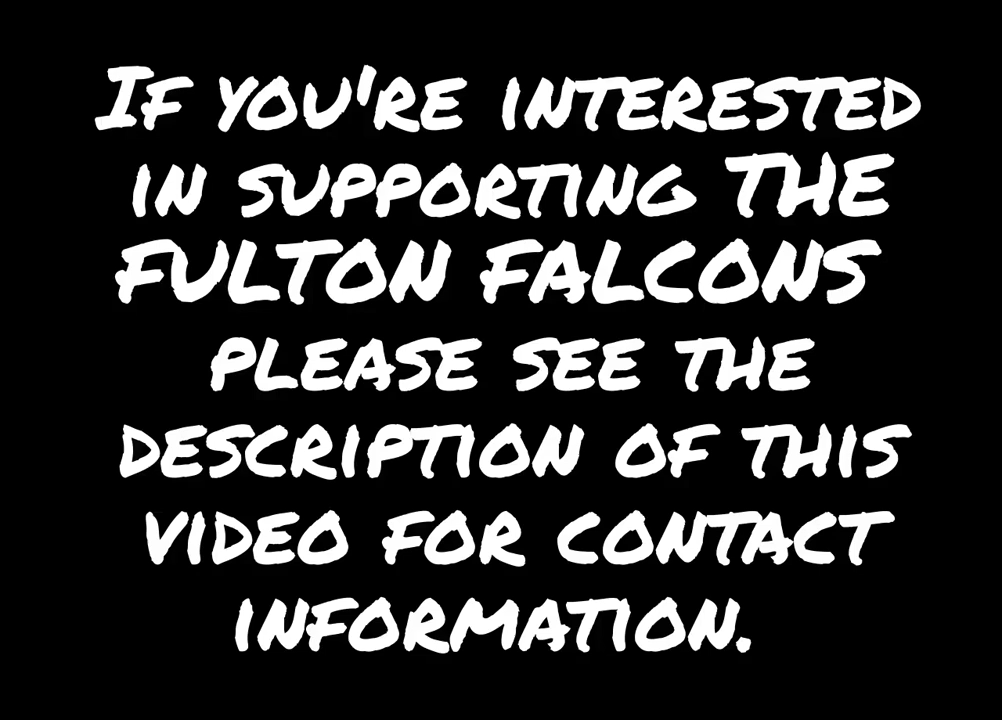 If you're interested
in supporting THE
FULTON FALCONS
please see the
description of this
video for contact
information.